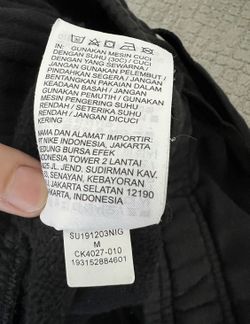 IN: GUNAKAN MESIN CUCI
DENGAN SUHU (30C) / CUCI
DENGAN YANG SEWARNA /
JANGAN GUNAKAN PELEMBUT /
PINDAHKAN SEGERA / JANGAN
BENTANGKAN PAKAIAN DALAM
KEADAAN BASAH / JANGAN
GUNAKAN PEMUTIH / GUNAKAN
MESIN PENGERING SUHU
RENDAH / SETERIKA SUHU
RENDAH / JANGAN DICUCI
KERING
NAMA DAN ALAMAT IMPORTIR:
PT NIKE INDONESIA, JAKARTA
GEDUNG BURSA EFEK
INDONESIA TOWER 2 LANTAI
JL. JEND. SUDIRMAN KAV.
SENAYAN, KEBAYORAN
JAKARTA SELATAN 12190
INDONESIA
SU191203NIG
M
CK4027-010
193152884601